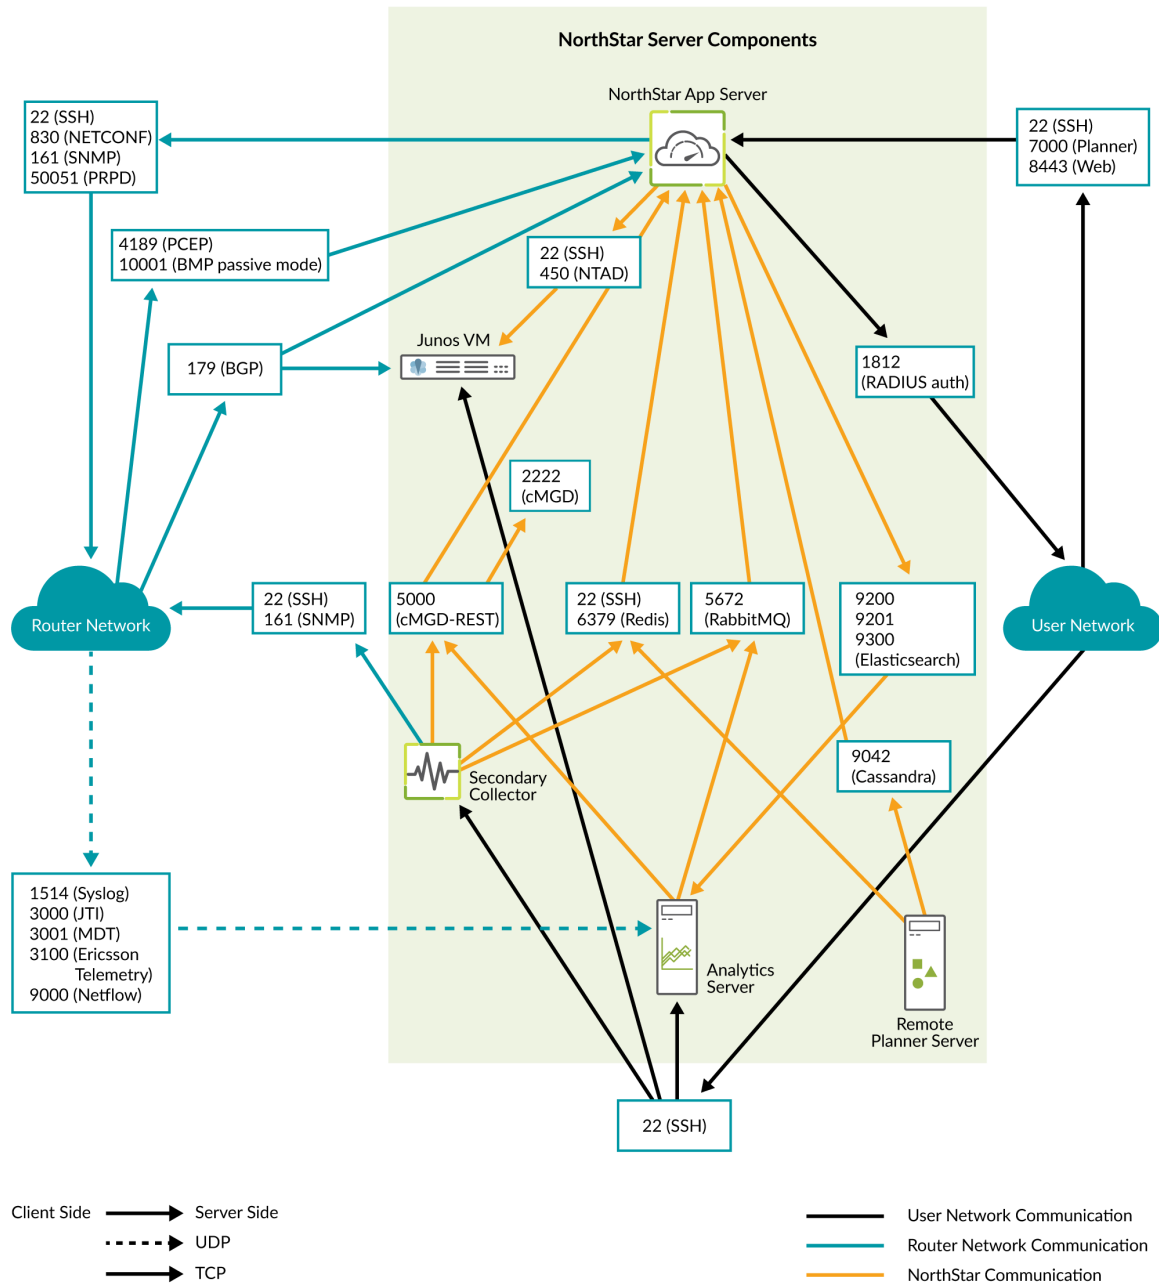 NorthStar Server Components
NorthStar App Server
22 (SSH)
830 (NETCONF)
161 (SNMP)
50051 (PRPD)
22 (SSH)
7000 (Planner)
8443 (Web)
4189 (PCEP)
10001 (BMP passive mode)
22 (SSH)
450 (NTAD)
179 (BGP)
Junos VM
1812
(RADIUS auth)
2222
(cMGD)
Router Network
22 (SSH)
161 (SNMP)
5000
(cMGD-REST)
22 (SSH)
6379 (Redis)
5672
(RabbitMQ)
9200
9201
9300
(Elasticsearch)
User Network
Secondary
Collector
9042
(Cassandra)
1514 (Syslog)
3000 (JTI)
3001 (MDT)
3100 (Ericsson
Telemetry)
9000 (Netflow)
Analytics
Server
Remote
Planner Server
22 (SSH)
Client Side
Server Side
UDP
TCP
User Network Communication
Router Network Communication
NorthStar Communication